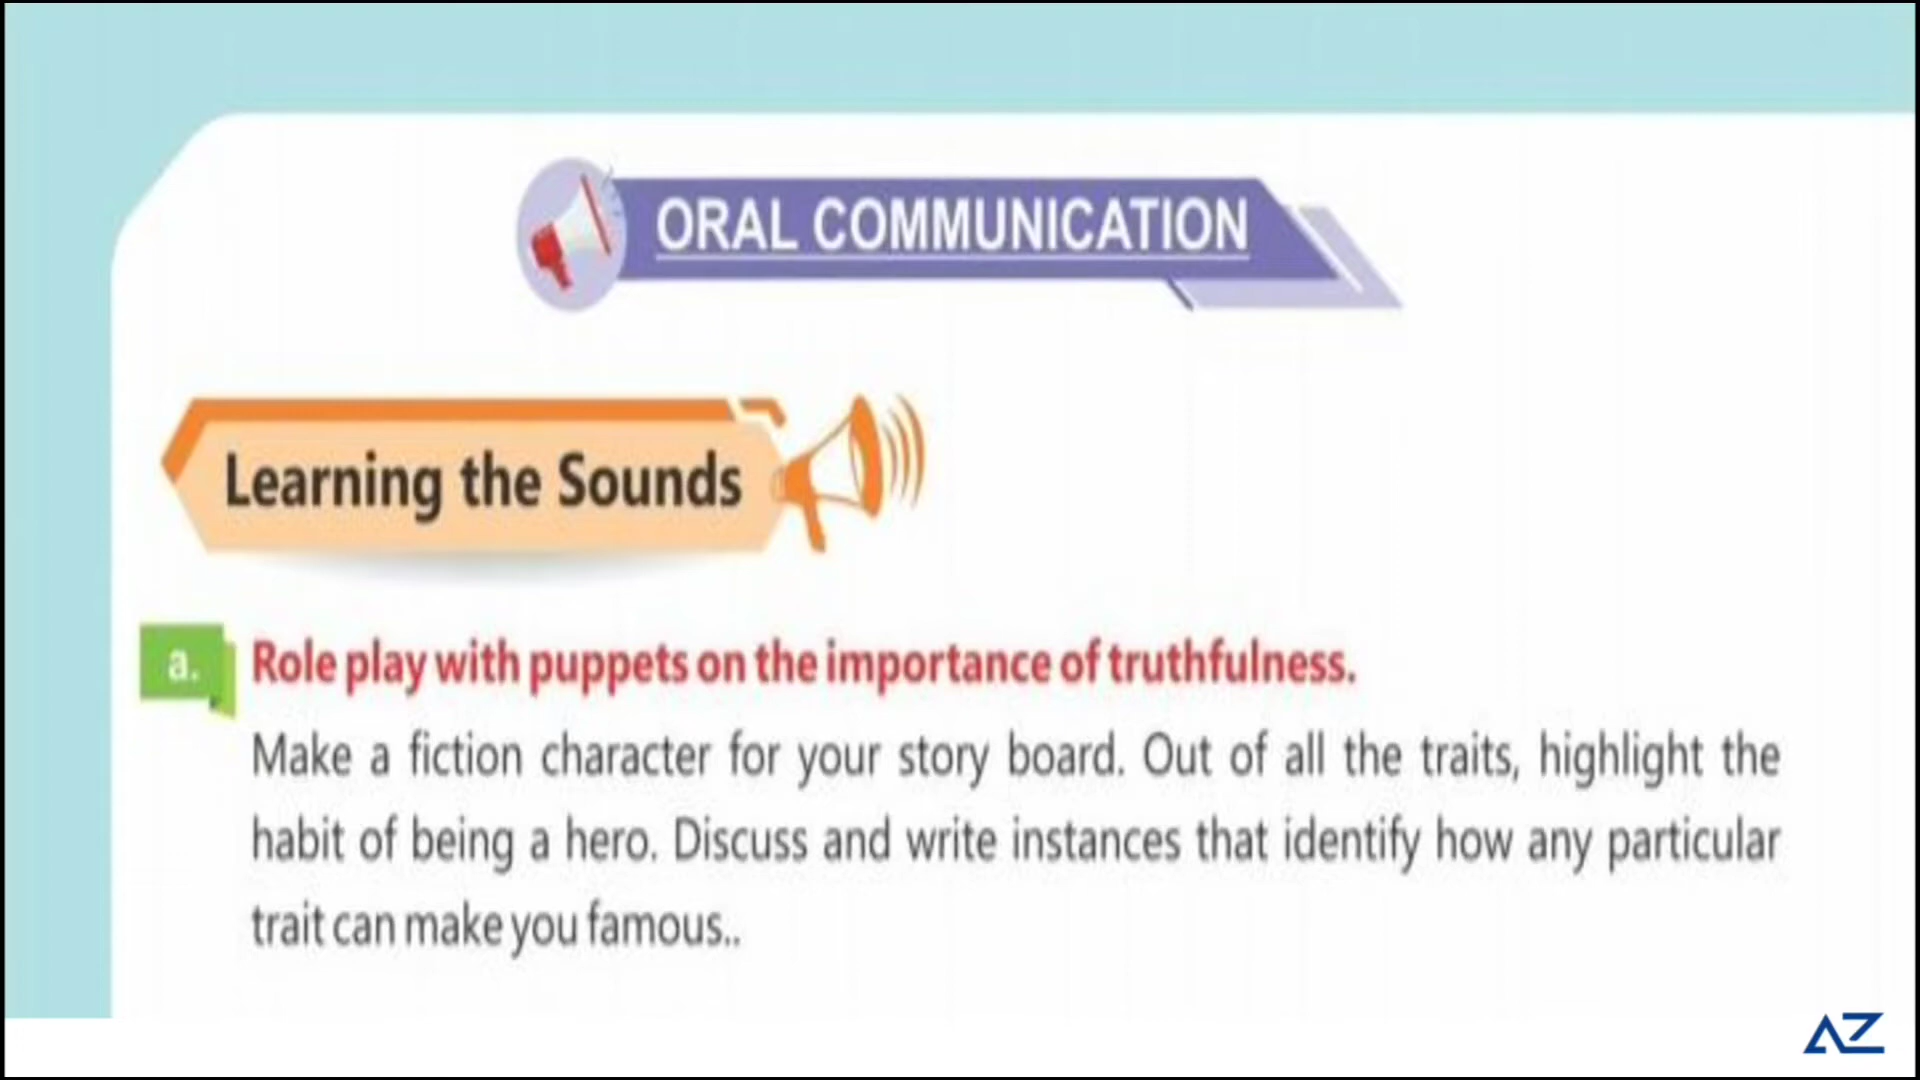 ORAL COMMUNICATION
Learning the Sounds
a. Role play with puppets on the importance of truthfulness.
Make a fiction character for your story board. Out of all the traits, highlight the
habit of being a hero. Discuss and write instances that identify how any particular
trait can make you famous..
AZ